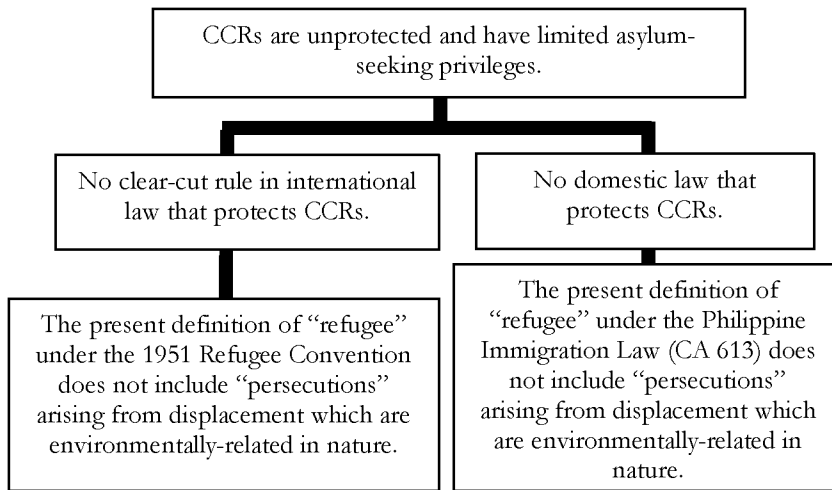 CCRs are unprotected and have limited asylum-
seeking privileges.
No clear-cut rule in international
law that protects CCRs.
No domestic law that
protects CCRs.
The present definition of “refugee”
under the 1951 Refugee Convention
does not include “persecutions”
arising from displacement which are
environmentally-related in nature.
The present definition of
“refugee” under the Philippine
Immigration Law (CA 613) does
not include “persecutions”
arising from displacement which
are environmentally-related in
nature.